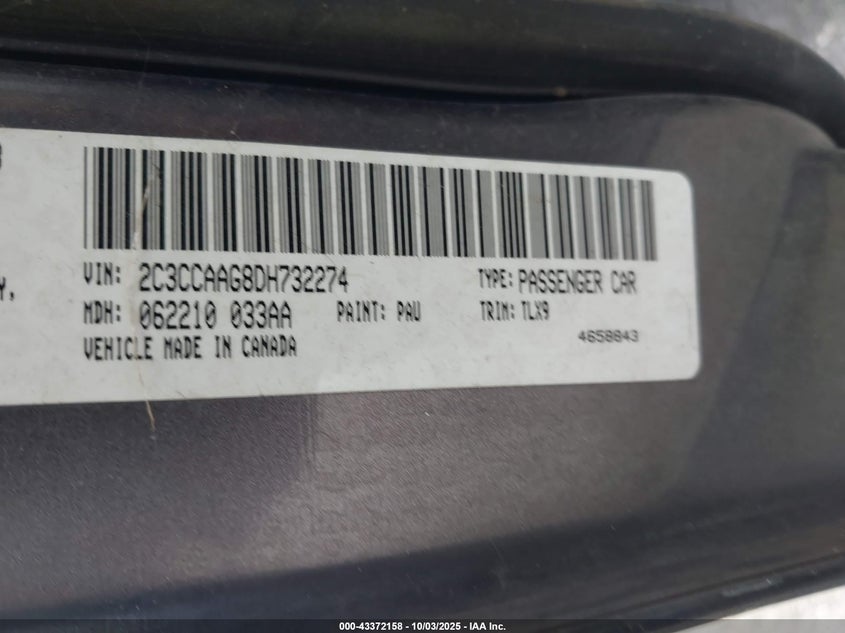 VIN: 2C3CCAAG8DH732274 TYPE: PASSENGER CAR
MDH: 062210 033AA PAINT: PAU TRIM: TLX9
VEHICLE MADE IN CANADA 4658843
000-43372158 - 10/03/2025 - IAA Inc.